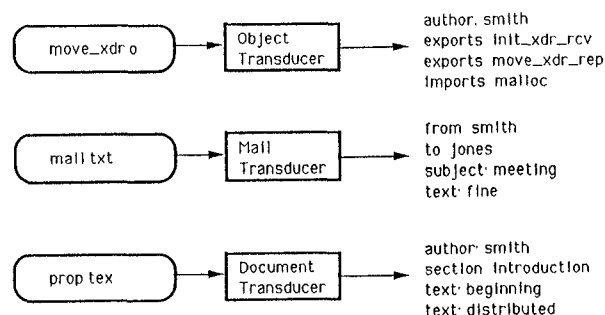 move_xdr o
Object
Transducer
author. smith
exports init_xdr_rcv
exports move_xdr_rep
imports malloc
mail txt
Mail
Transducer
from smith
to jones
subject· meeting
text· fine
prop tex
Document
Transducer
author· smith
section introduction
text· beginning
text· distributed